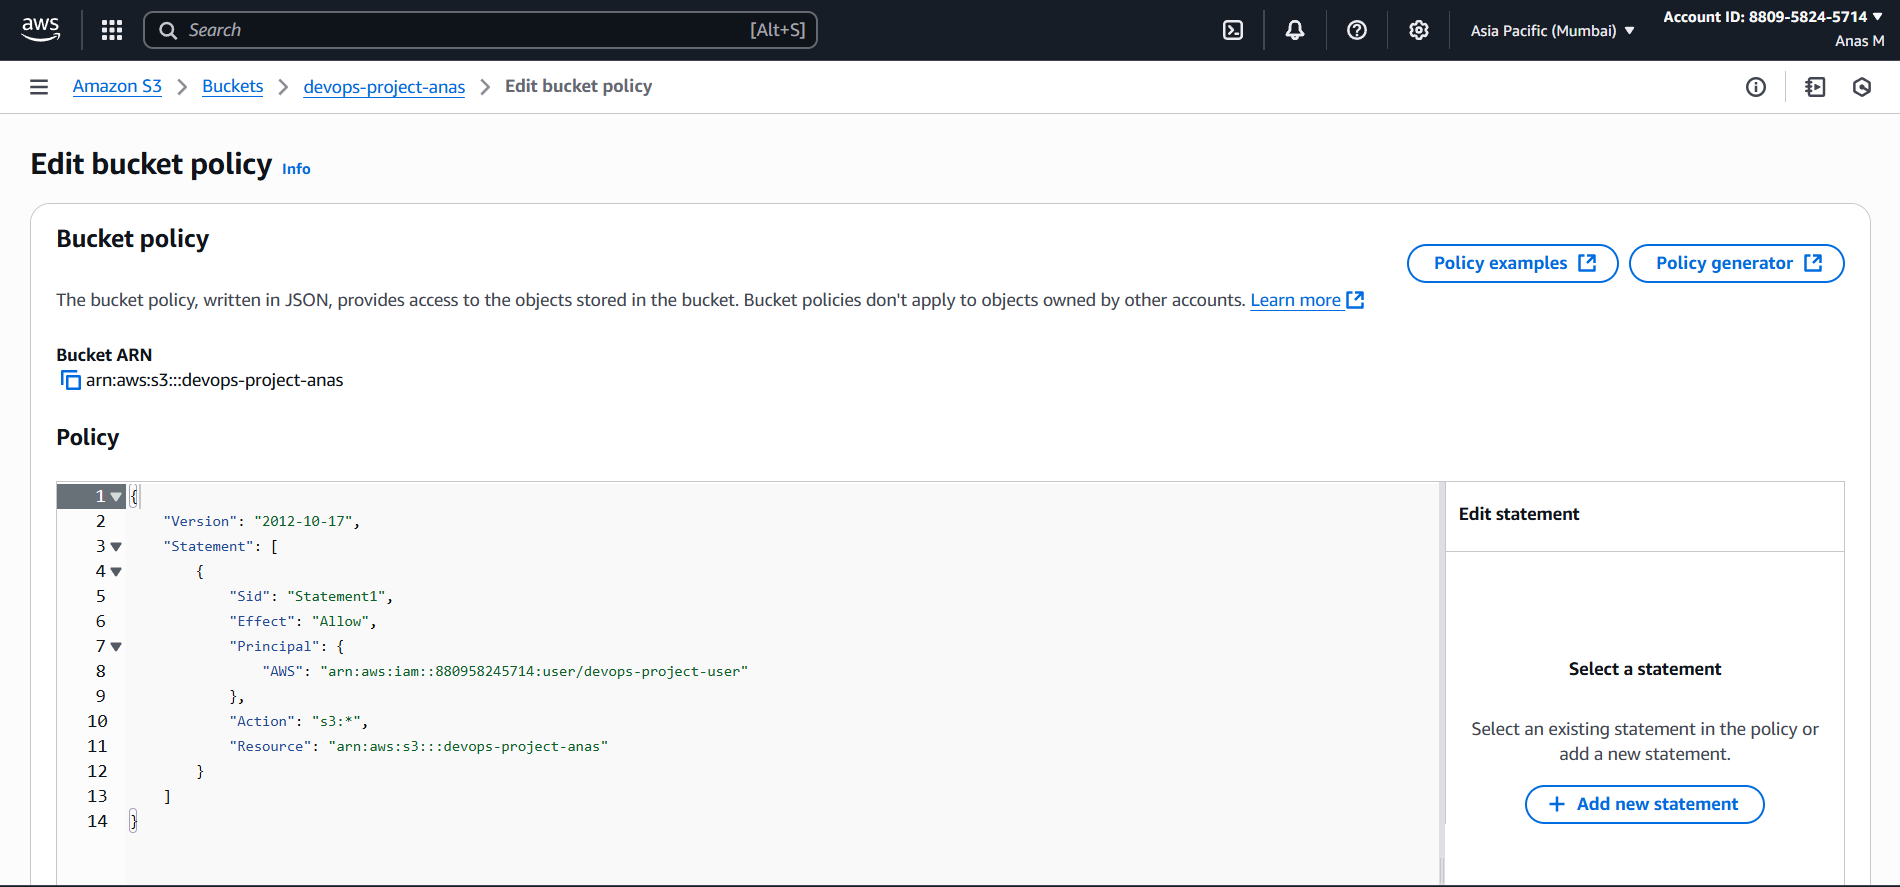 aws
Search [Alt+S]
Asia Pacific (Mumbai)
Account ID: 8809-5824-5714
Anas M
Amazon S3 Buckets devops-project-anas Edit bucket policy
Edit bucket policy Info
Bucket policy
Policy examples Policy generator
The bucket policy, written in JSON, provides access to the objects stored in the bucket. Bucket policies don't apply to objects owned by other accounts. Learn more
Bucket ARN
arn:aws:s3:::devops-project-anas
Policy
1 {
2 "Version": "2012-10-17",
3 "Statement": [
4 {
5 "Sid": "Statement1",
6 "Effect": "Allow",
7 "Principal": {
8 "AWS": "arn:aws:iam::880958245714:user/devops-project-user"
9 },
10 "Action": "s3:*",
11 "Resource": "arn:aws:s3:::devops-project-anas"
12 }
13 ]
14 }
Edit statement
Select a statement
Select an existing statement in the policy or
add a new statement.
+ Add new statement